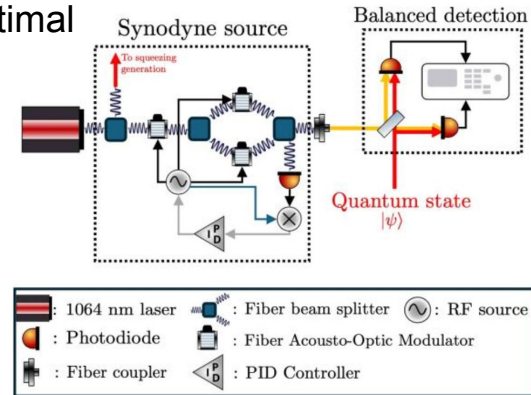 timal
Synodyne source
Balanced detection
To squeezing
generation
Quantum state
|ψ⟩
P
I
D
: 1064 nm laser
: Fiber beam splitter
: RF source
: Photodiode
: Fiber Acousto-Optic Modulator
: Fiber coupler
P
I
D
: PID Controller